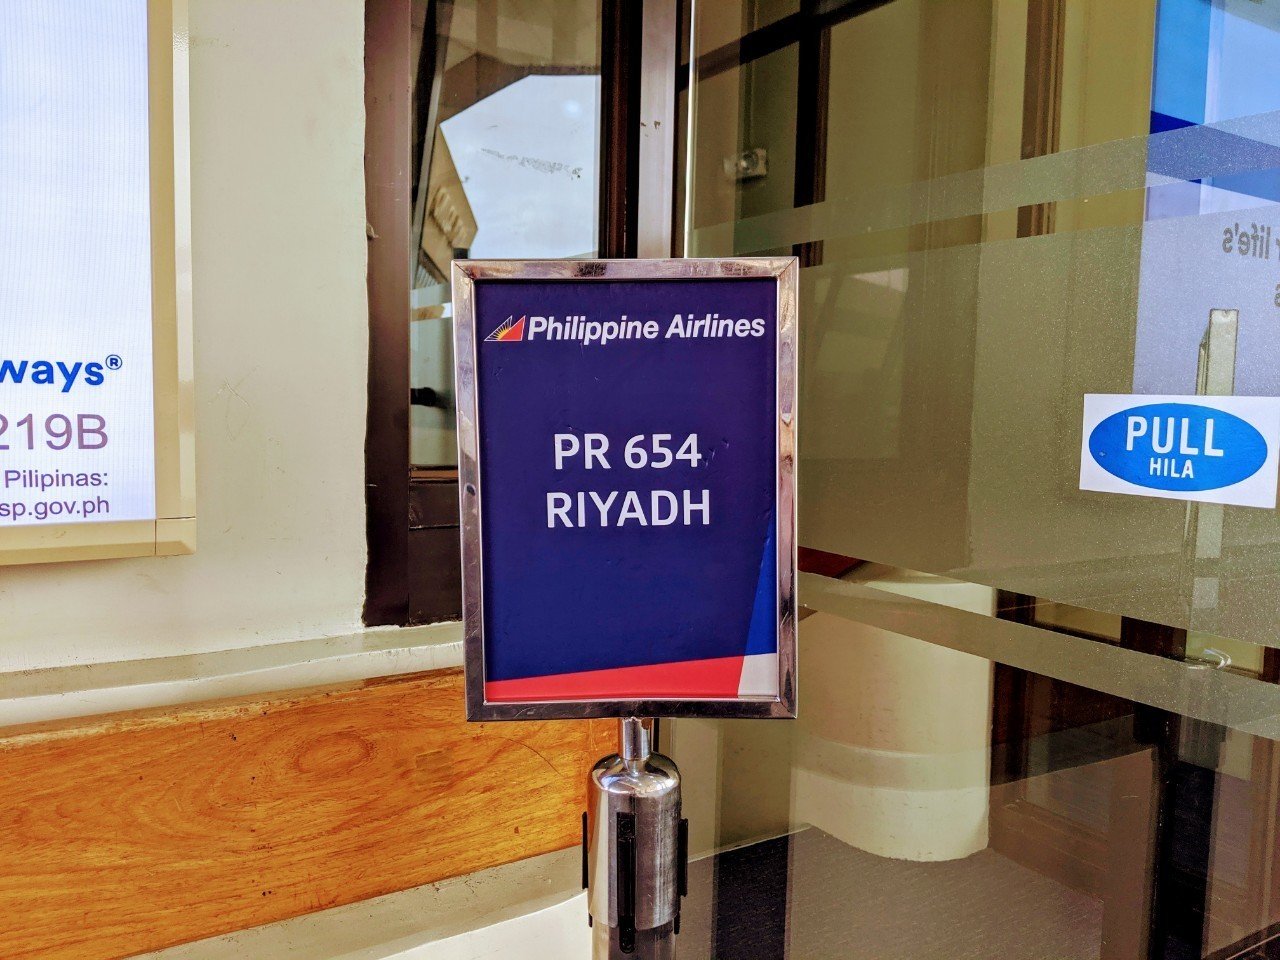 ways®
219B
Pilipinas:
sp.gov.ph
Philippine Airlines
PR 654
RIYADH
life's
PULL
HILA